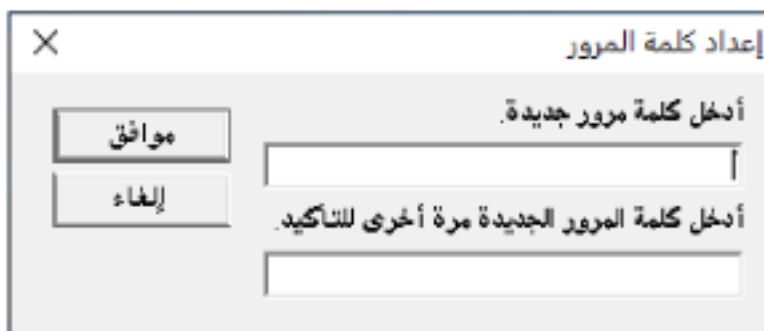 إعداد كلمة المرور
أدخل كلمة مرور جديدة.
موافق
إلغاء
أدخل كلمة المرور الجديدة مرة أخرى للتأكيد.